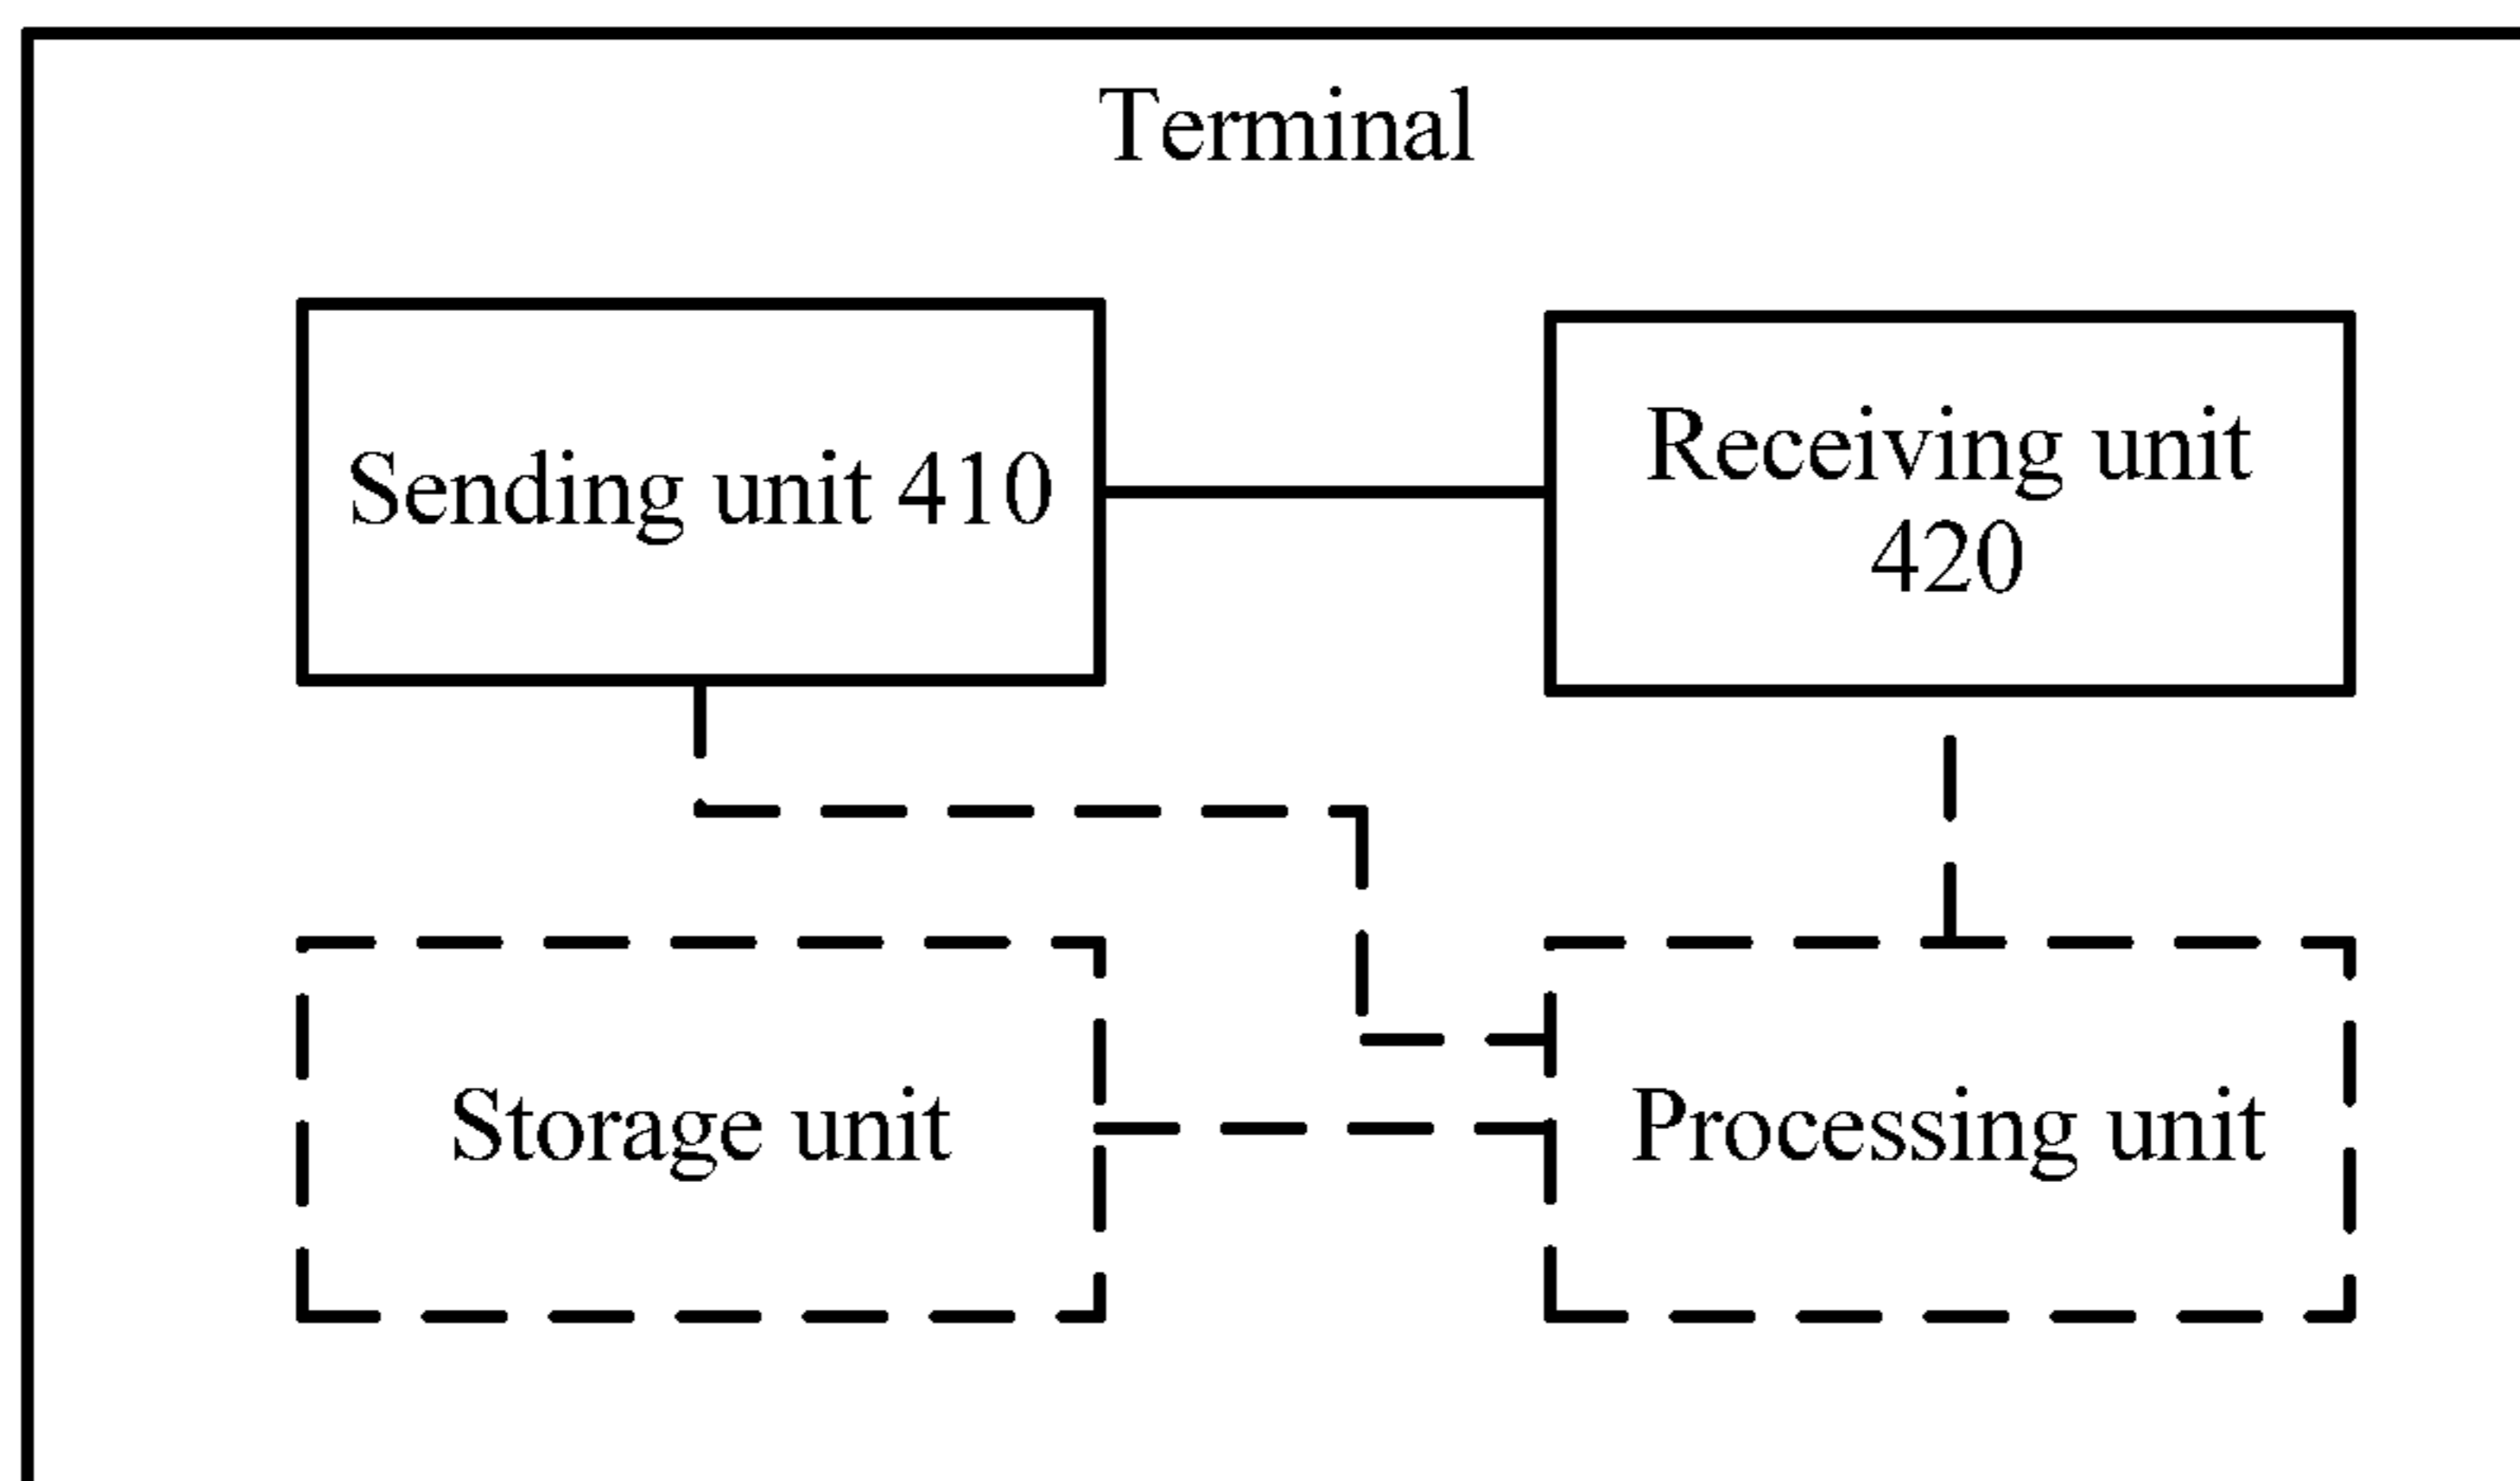 Terminal
Sending unit 410
Receiving unit
420
Storage unit
Processing unit